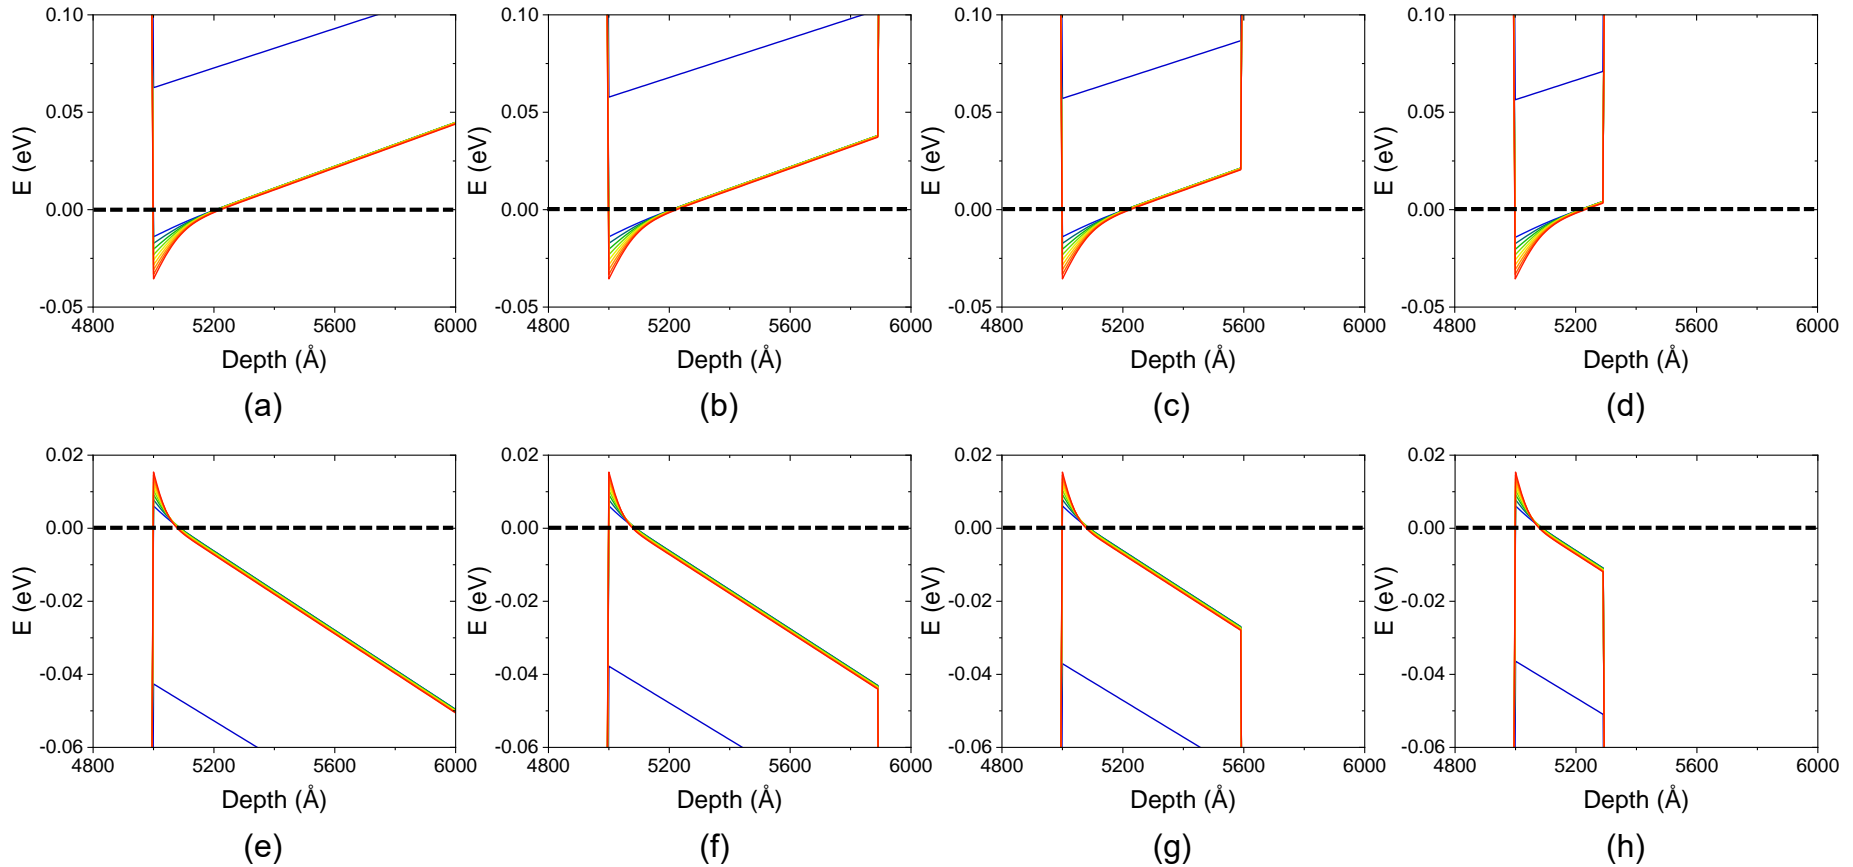 0.10 0.10 0.10 0.10
E (eV) E (eV) E (eV) E (eV)
0.05 0.05 0.05 0.05
0.00 0.00 0.00 0.00
-0.05 -0.05 -0.05 -0.05
4800 5200 5600 6000 4800 5200 5600 6000 4800 5200 5600 6000 4800 5200 5600 6000
Depth (Å) Depth (Å) Depth (Å) Depth (Å)
(a) (b) (c) (d)
0.02 0.02 0.02 0.02
0.00 0.00 0.00 0.00
E (eV) E (eV) E (eV) E (eV)
-0.02 -0.02 -0.02 -0.02
-0.04 -0.04 -0.04 -0.04
-0.06 -0.06 -0.06 -0.06
4800 5200 5600 6000 4800 5200 5600 6000 4800 5200 5600 6000 4800 5200 5600 6000
Depth (Å) Depth (Å) Depth (Å) Depth (Å)
(e) (f) (g) (h)